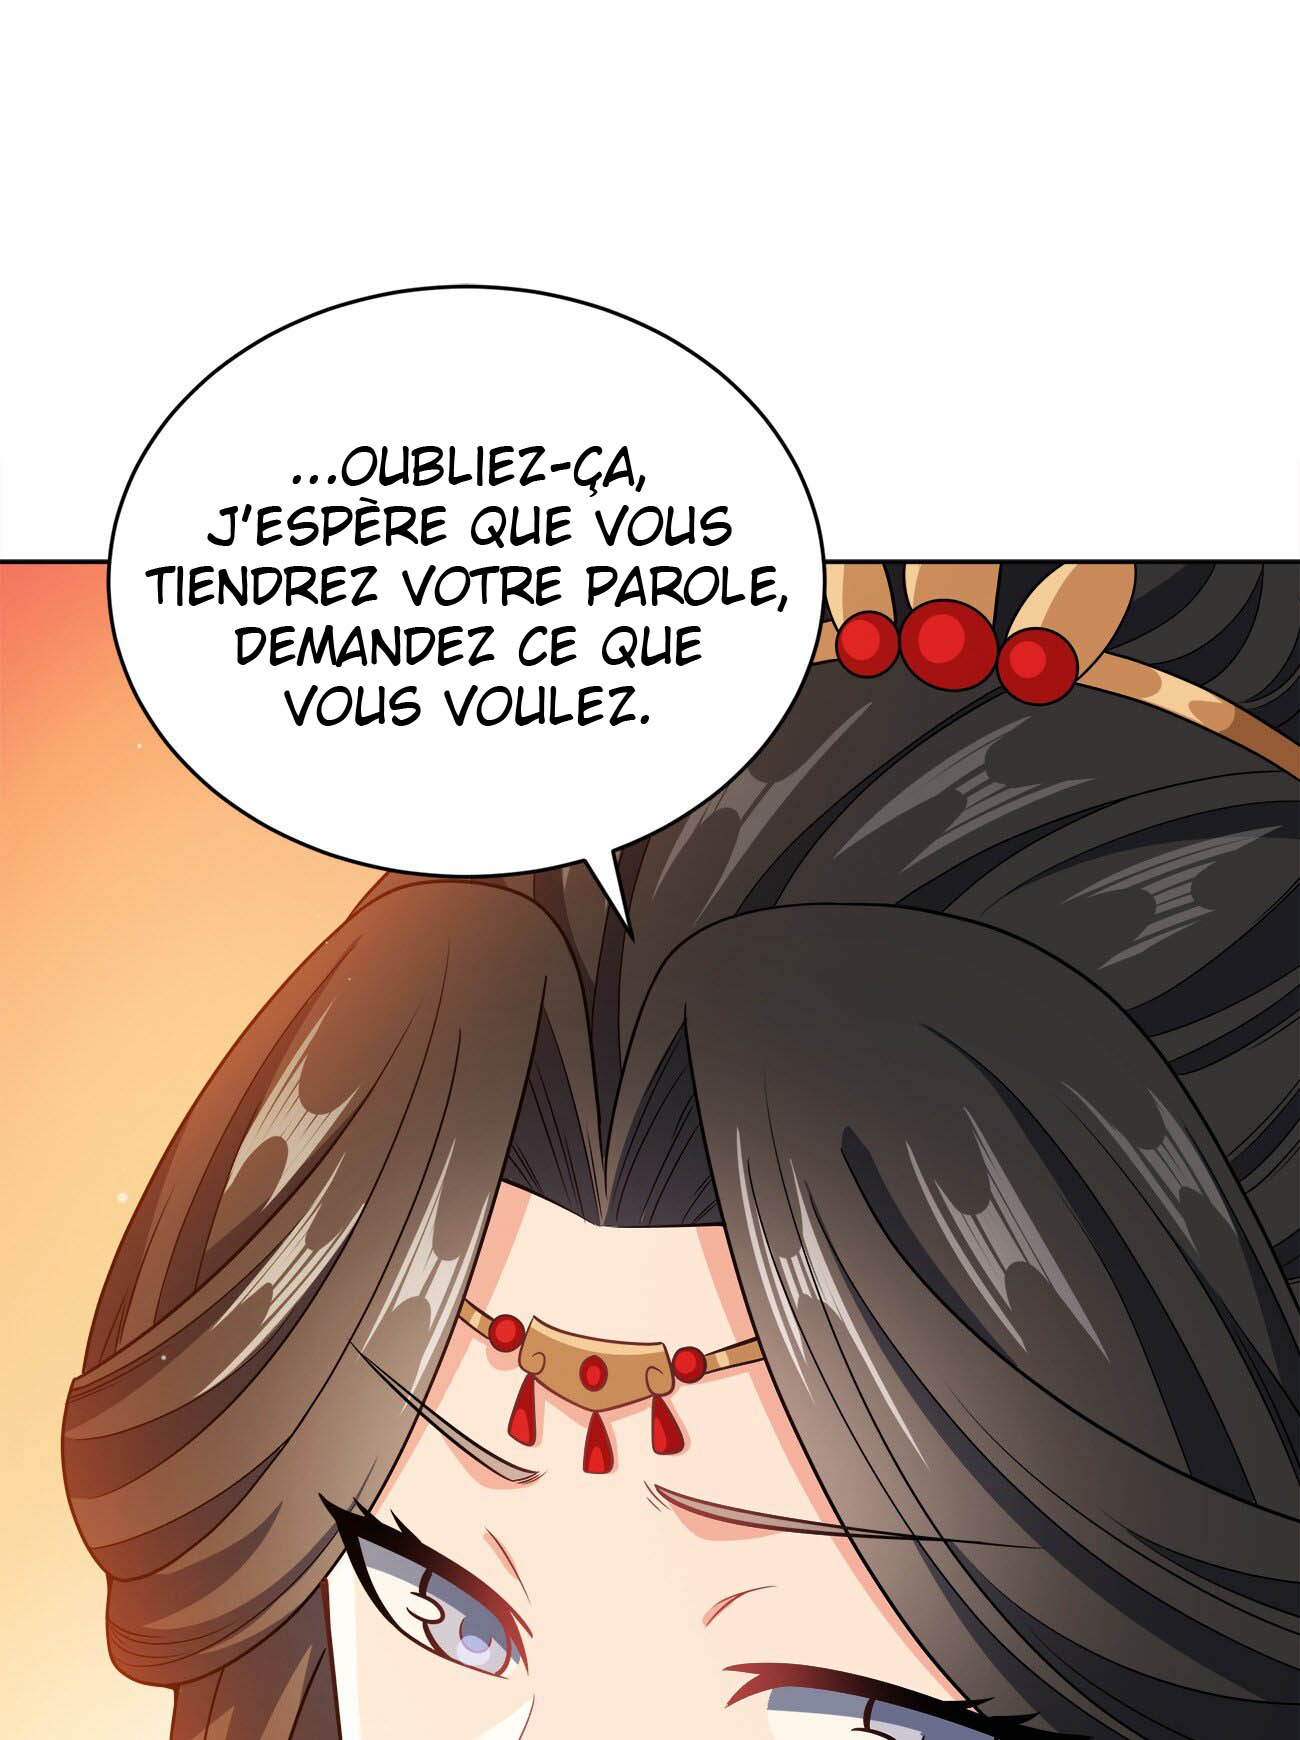 ...OUBLIEZ-ÇA,
J'ESPÈRE QUE VOUS
TIENDREZ VOTRE PAROLE,
DEMANDEZ CE QUE
VOUS VOULEZ.